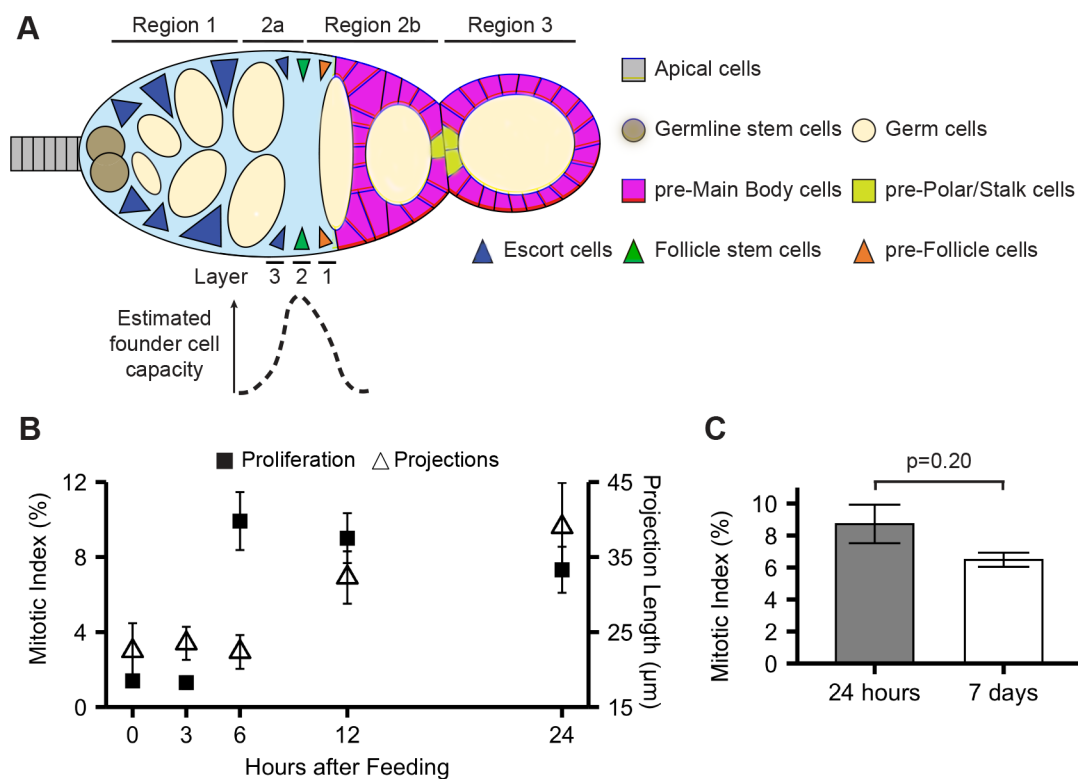 A
Region 1 2a Region 2b Region 3
Apical cells
Germline stem cells Germ cells
pre-Main Body cells pre-Polar/Stalk cells
Escort cells Follicle stem cells pre-Follicle cells
Layer 3 2 1
Estimated
founder cell
capacity
B
Proliferation Projections
Mitotic Index (%)
12
8
4
0
Projection Length (μm)
45
35
25
15
0 3 6 12 24
Hours after Feeding
C
p=0.20
Mitotic Index (%)
10
8
6
4
2
0
24 hours 7 days